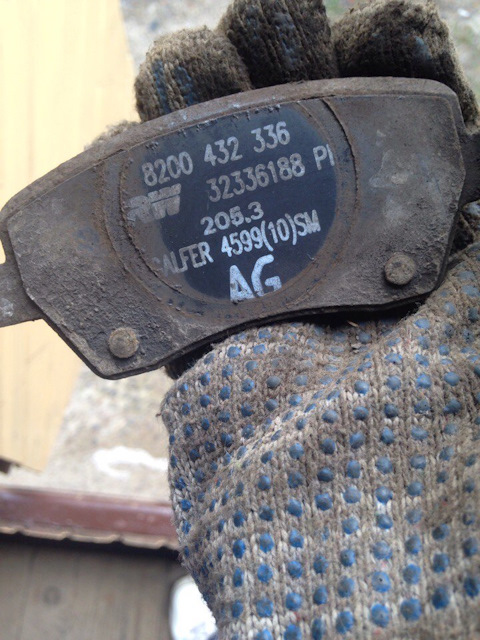 8200 432 336
32336188 PI
205.3
GALFER 4599(10)SM
AG